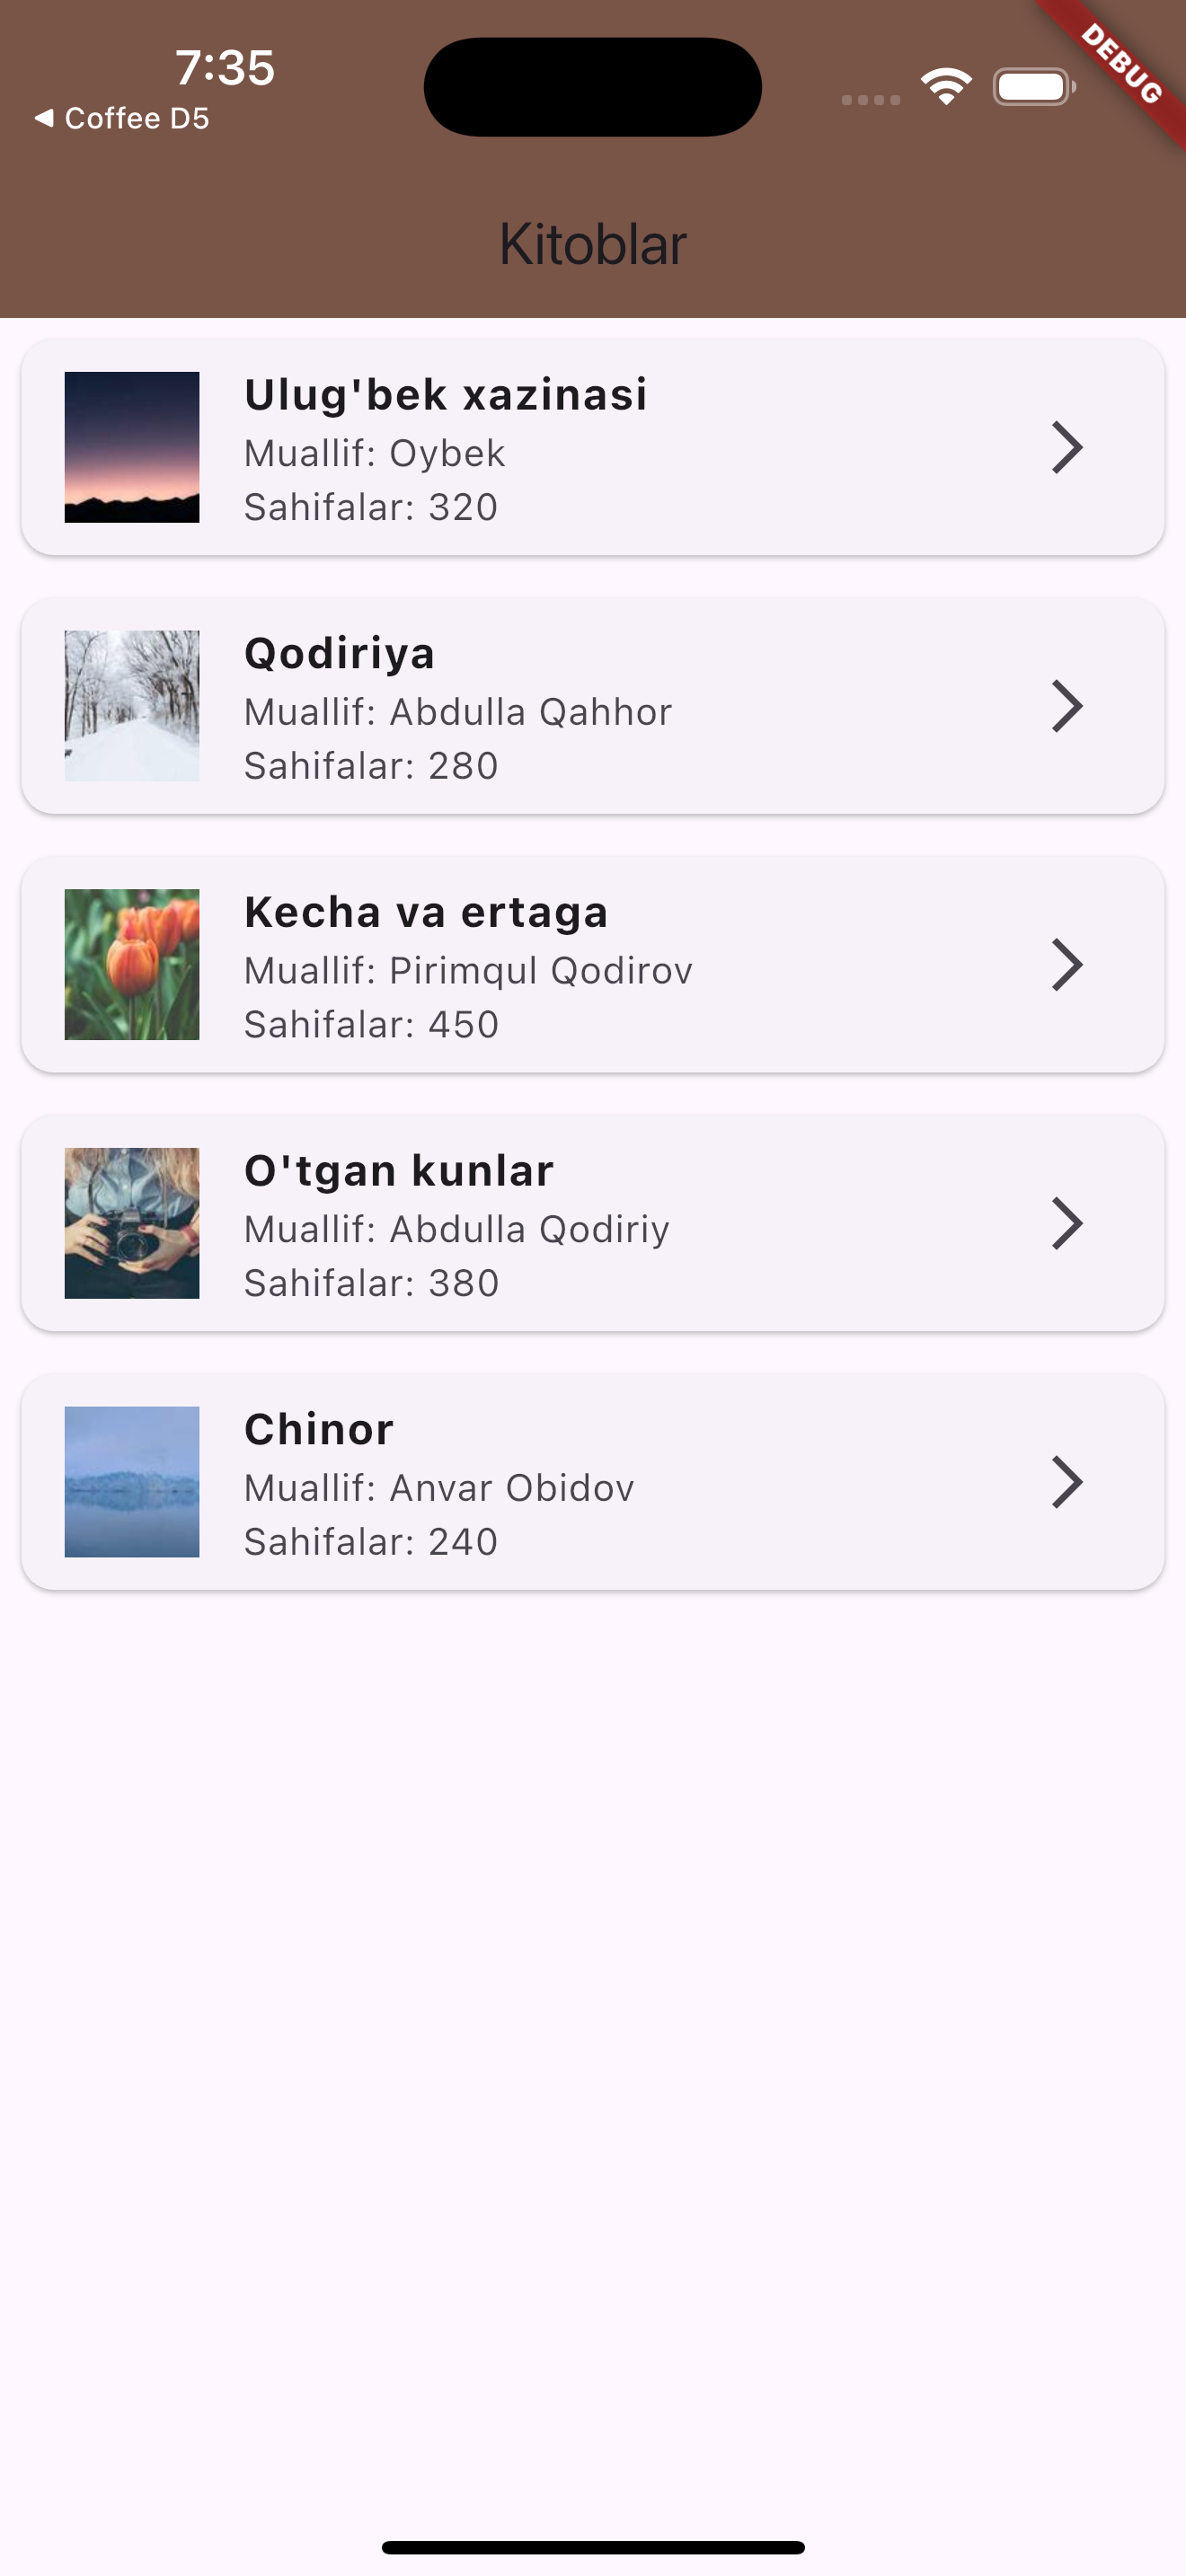 7:35
DEBUG
◀ Coffee D5
Kitoblar
Ulug'bek xazinasi
Muallif: Oybek
Sahifalar: 320
Qodiriya
Muallif: Abdulla Qahhor
Sahifalar: 280
Kecha va ertaga
Muallif: Pirimqul Qodirov
Sahifalar: 450
O'tgan kunlar
Muallif: Abdulla Qodiriy
Sahifalar: 380
Chinor
Muallif: Anvar Obidov
Sahifalar: 240